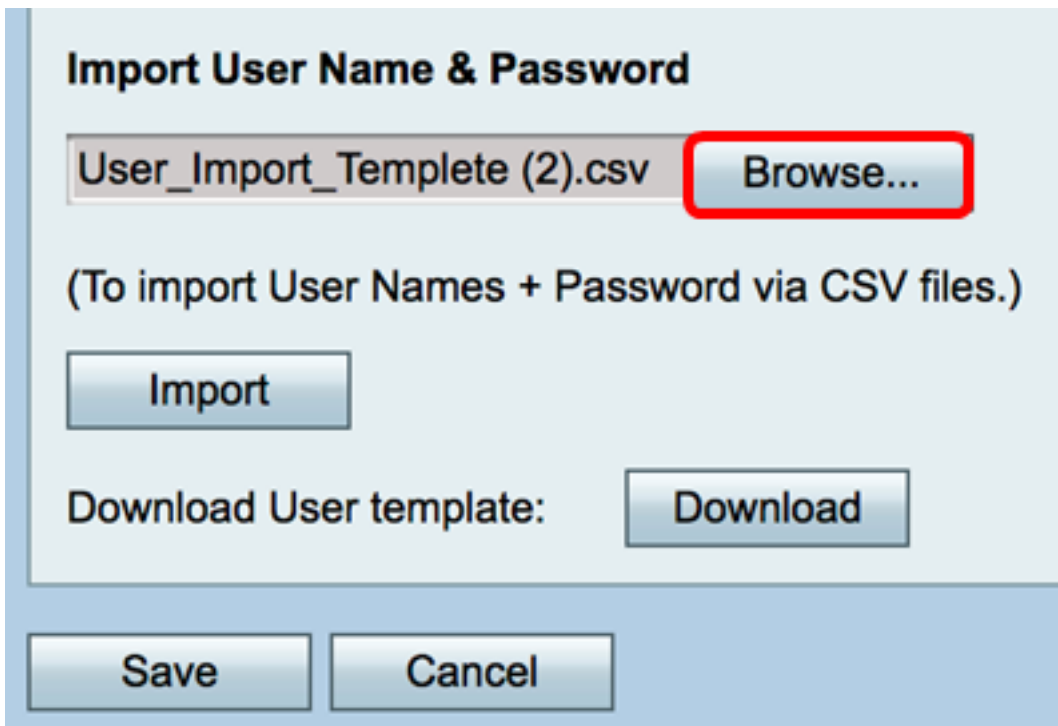 Import User Name & Password
User_Import_Templete (2).csv Browse...
(To import User Names + Password via CSV files.)
Import
Download User template: Download
Save Cancel